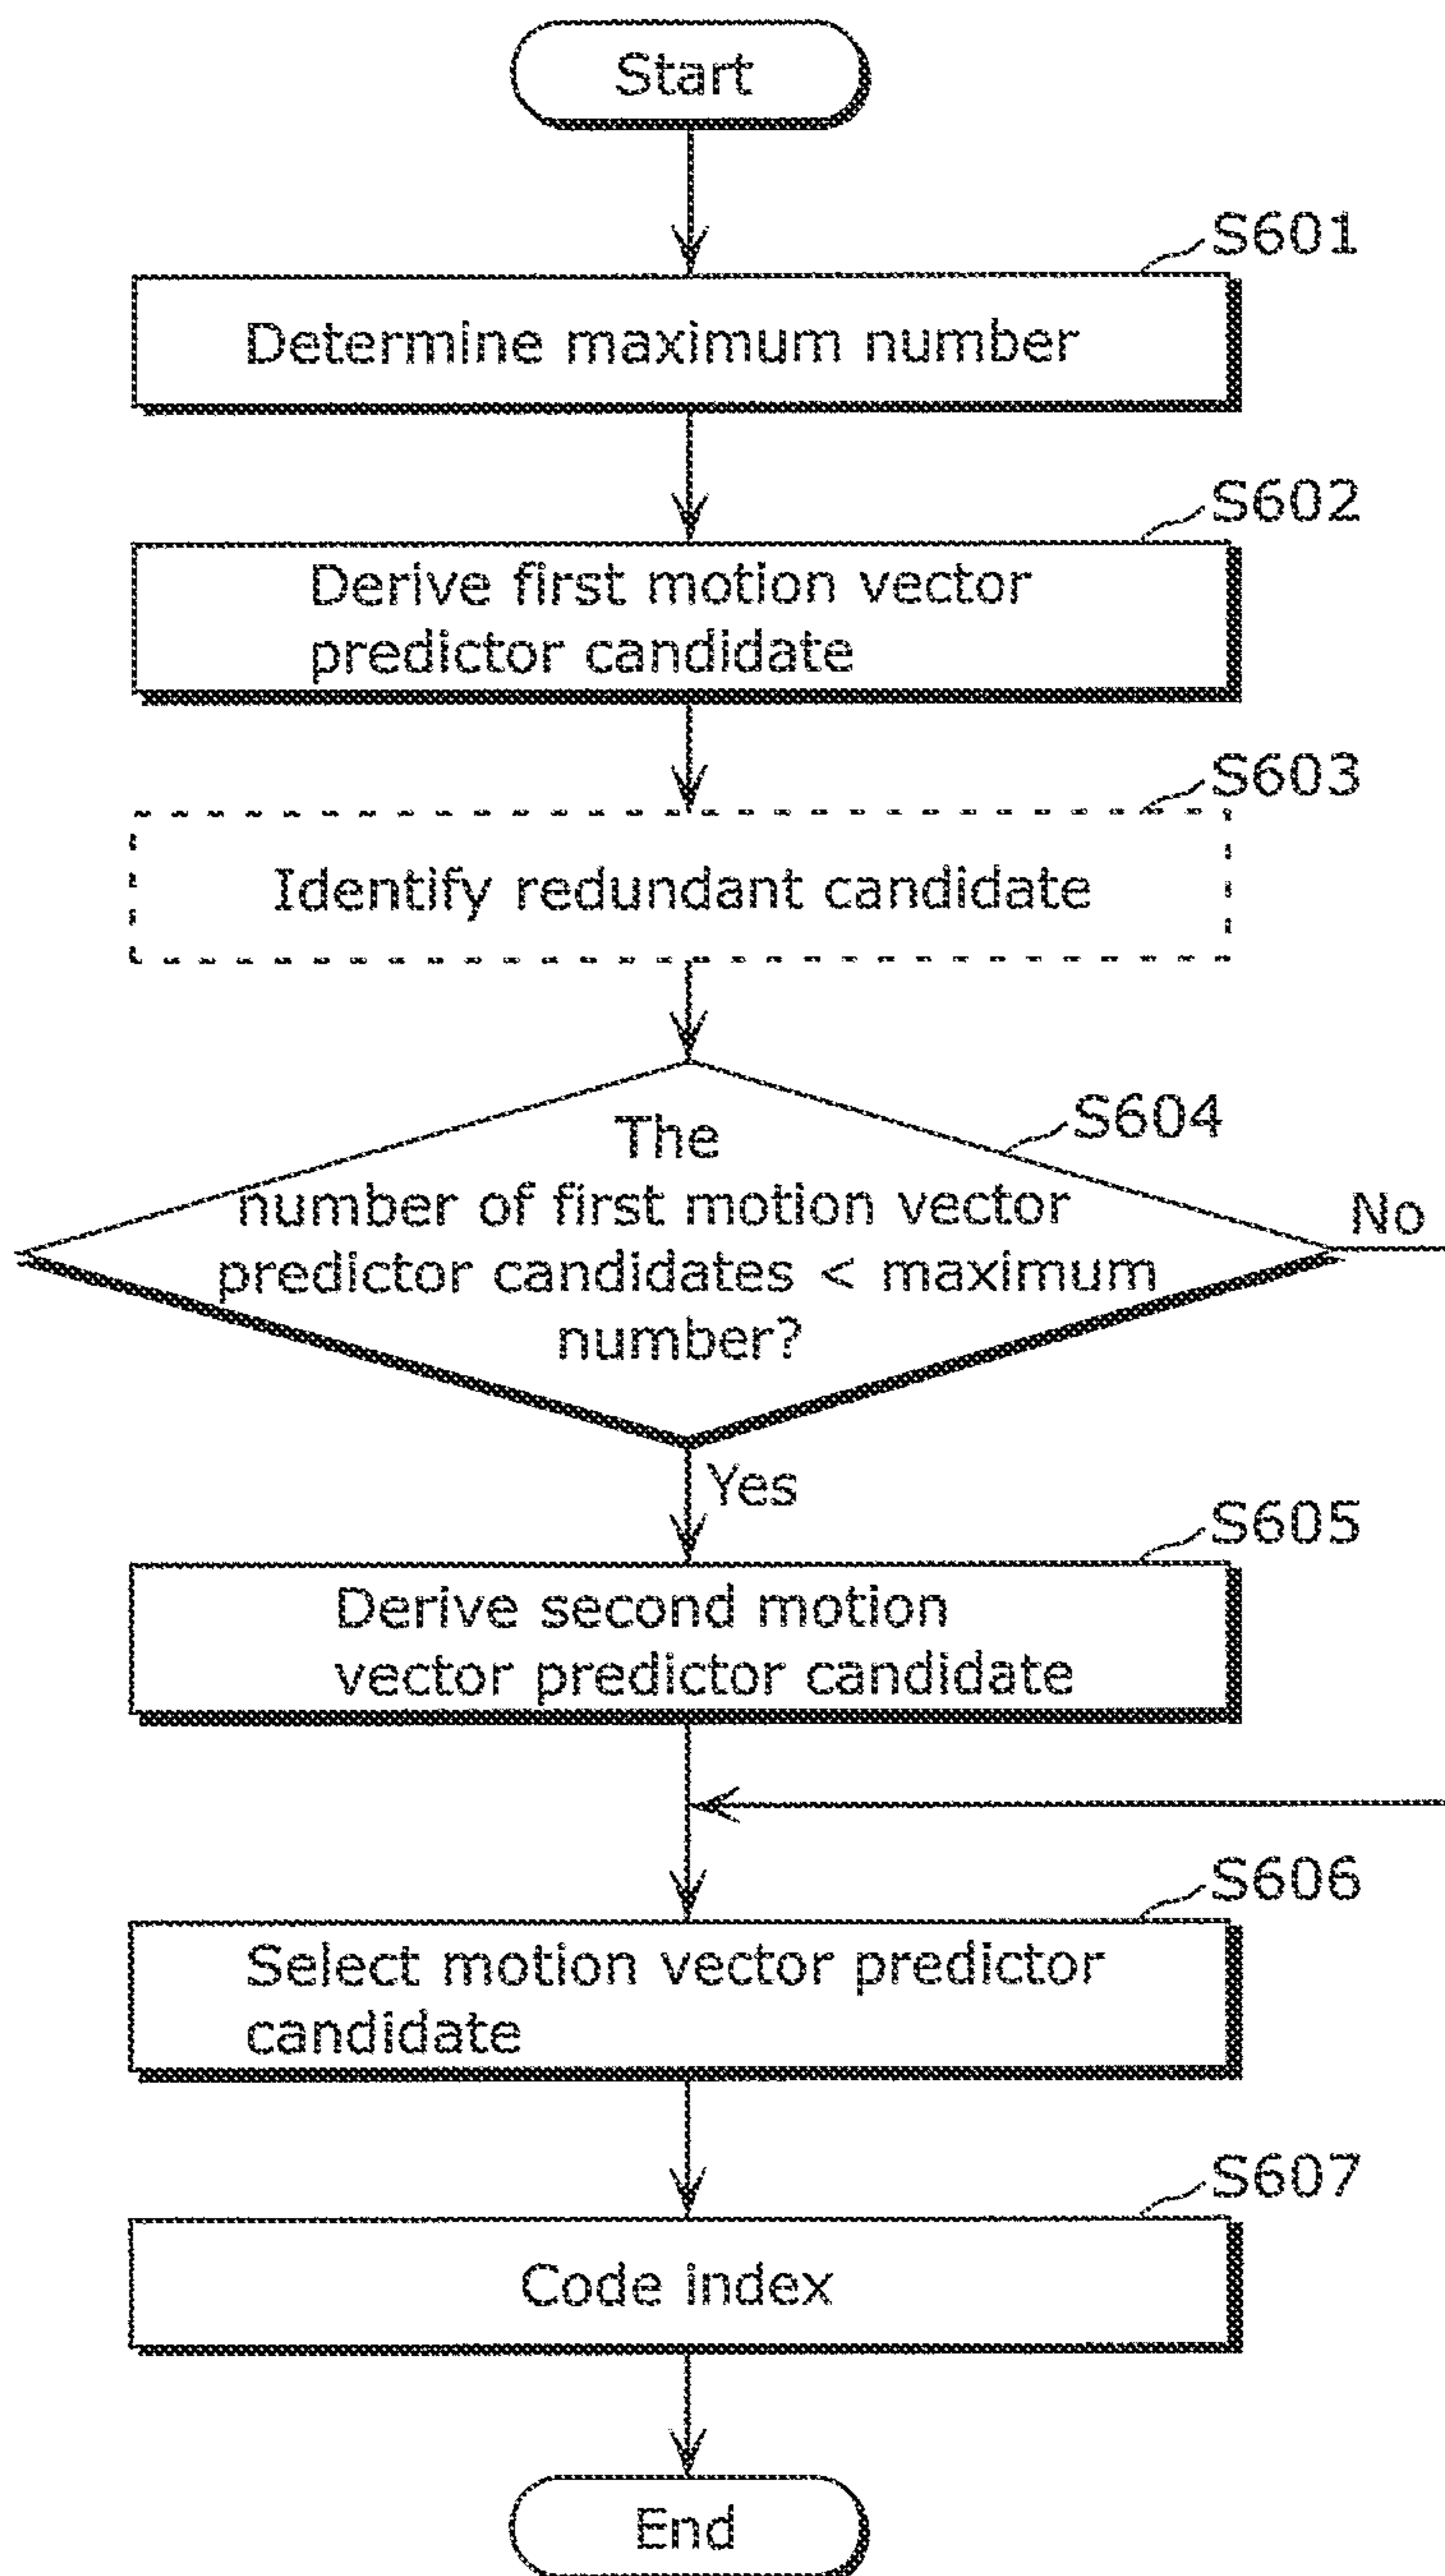 Start
S601
Determine maximum number
S602
Derive first motion vector
predictor candidate
S603
Identify redundant candidate
S604
The
number of first motion vector
predictor candidates < maximum
number?
No
Yes
S605
Derive second motion
vector predictor candidate
S606
Select motion vector predictor
candidate
S607
Code index
End